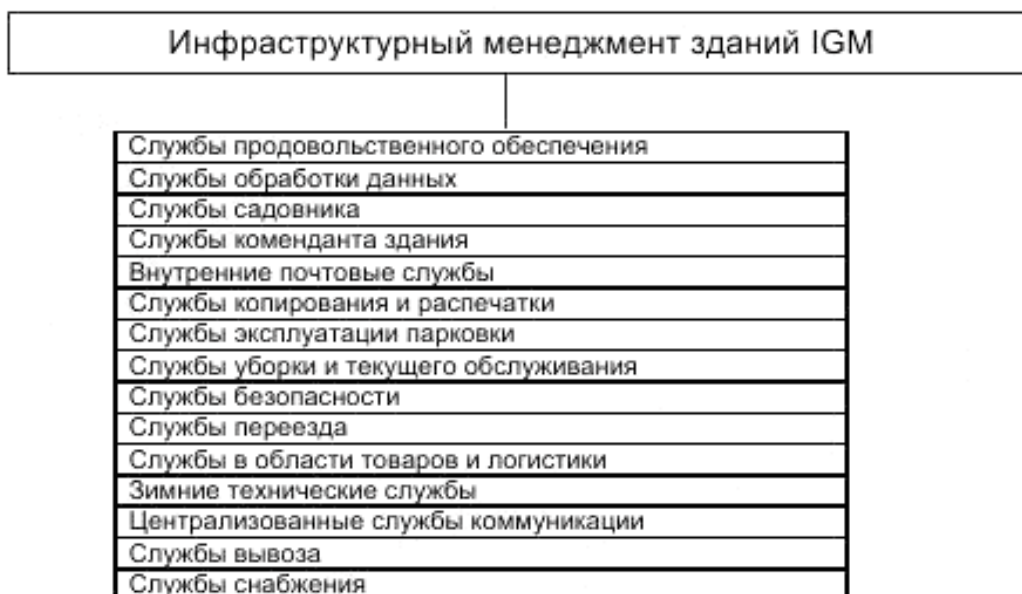 Инфраструктурный менеджмент зданий IGM
Службы продовольственного обеспечения
Службы обработки данных
Службы садовника
Службы коменданта здания
Внутренние почтовые службы
Службы копирования и распечатки
Службы эксплуатации парковки
Службы уборки и текущего обслуживания
Службы безопасности
Службы переезда
Службы в области товаров и логистики
Зимние технические службы
Централизованные службы коммуникации
Службы вывоза
Службы снабжения